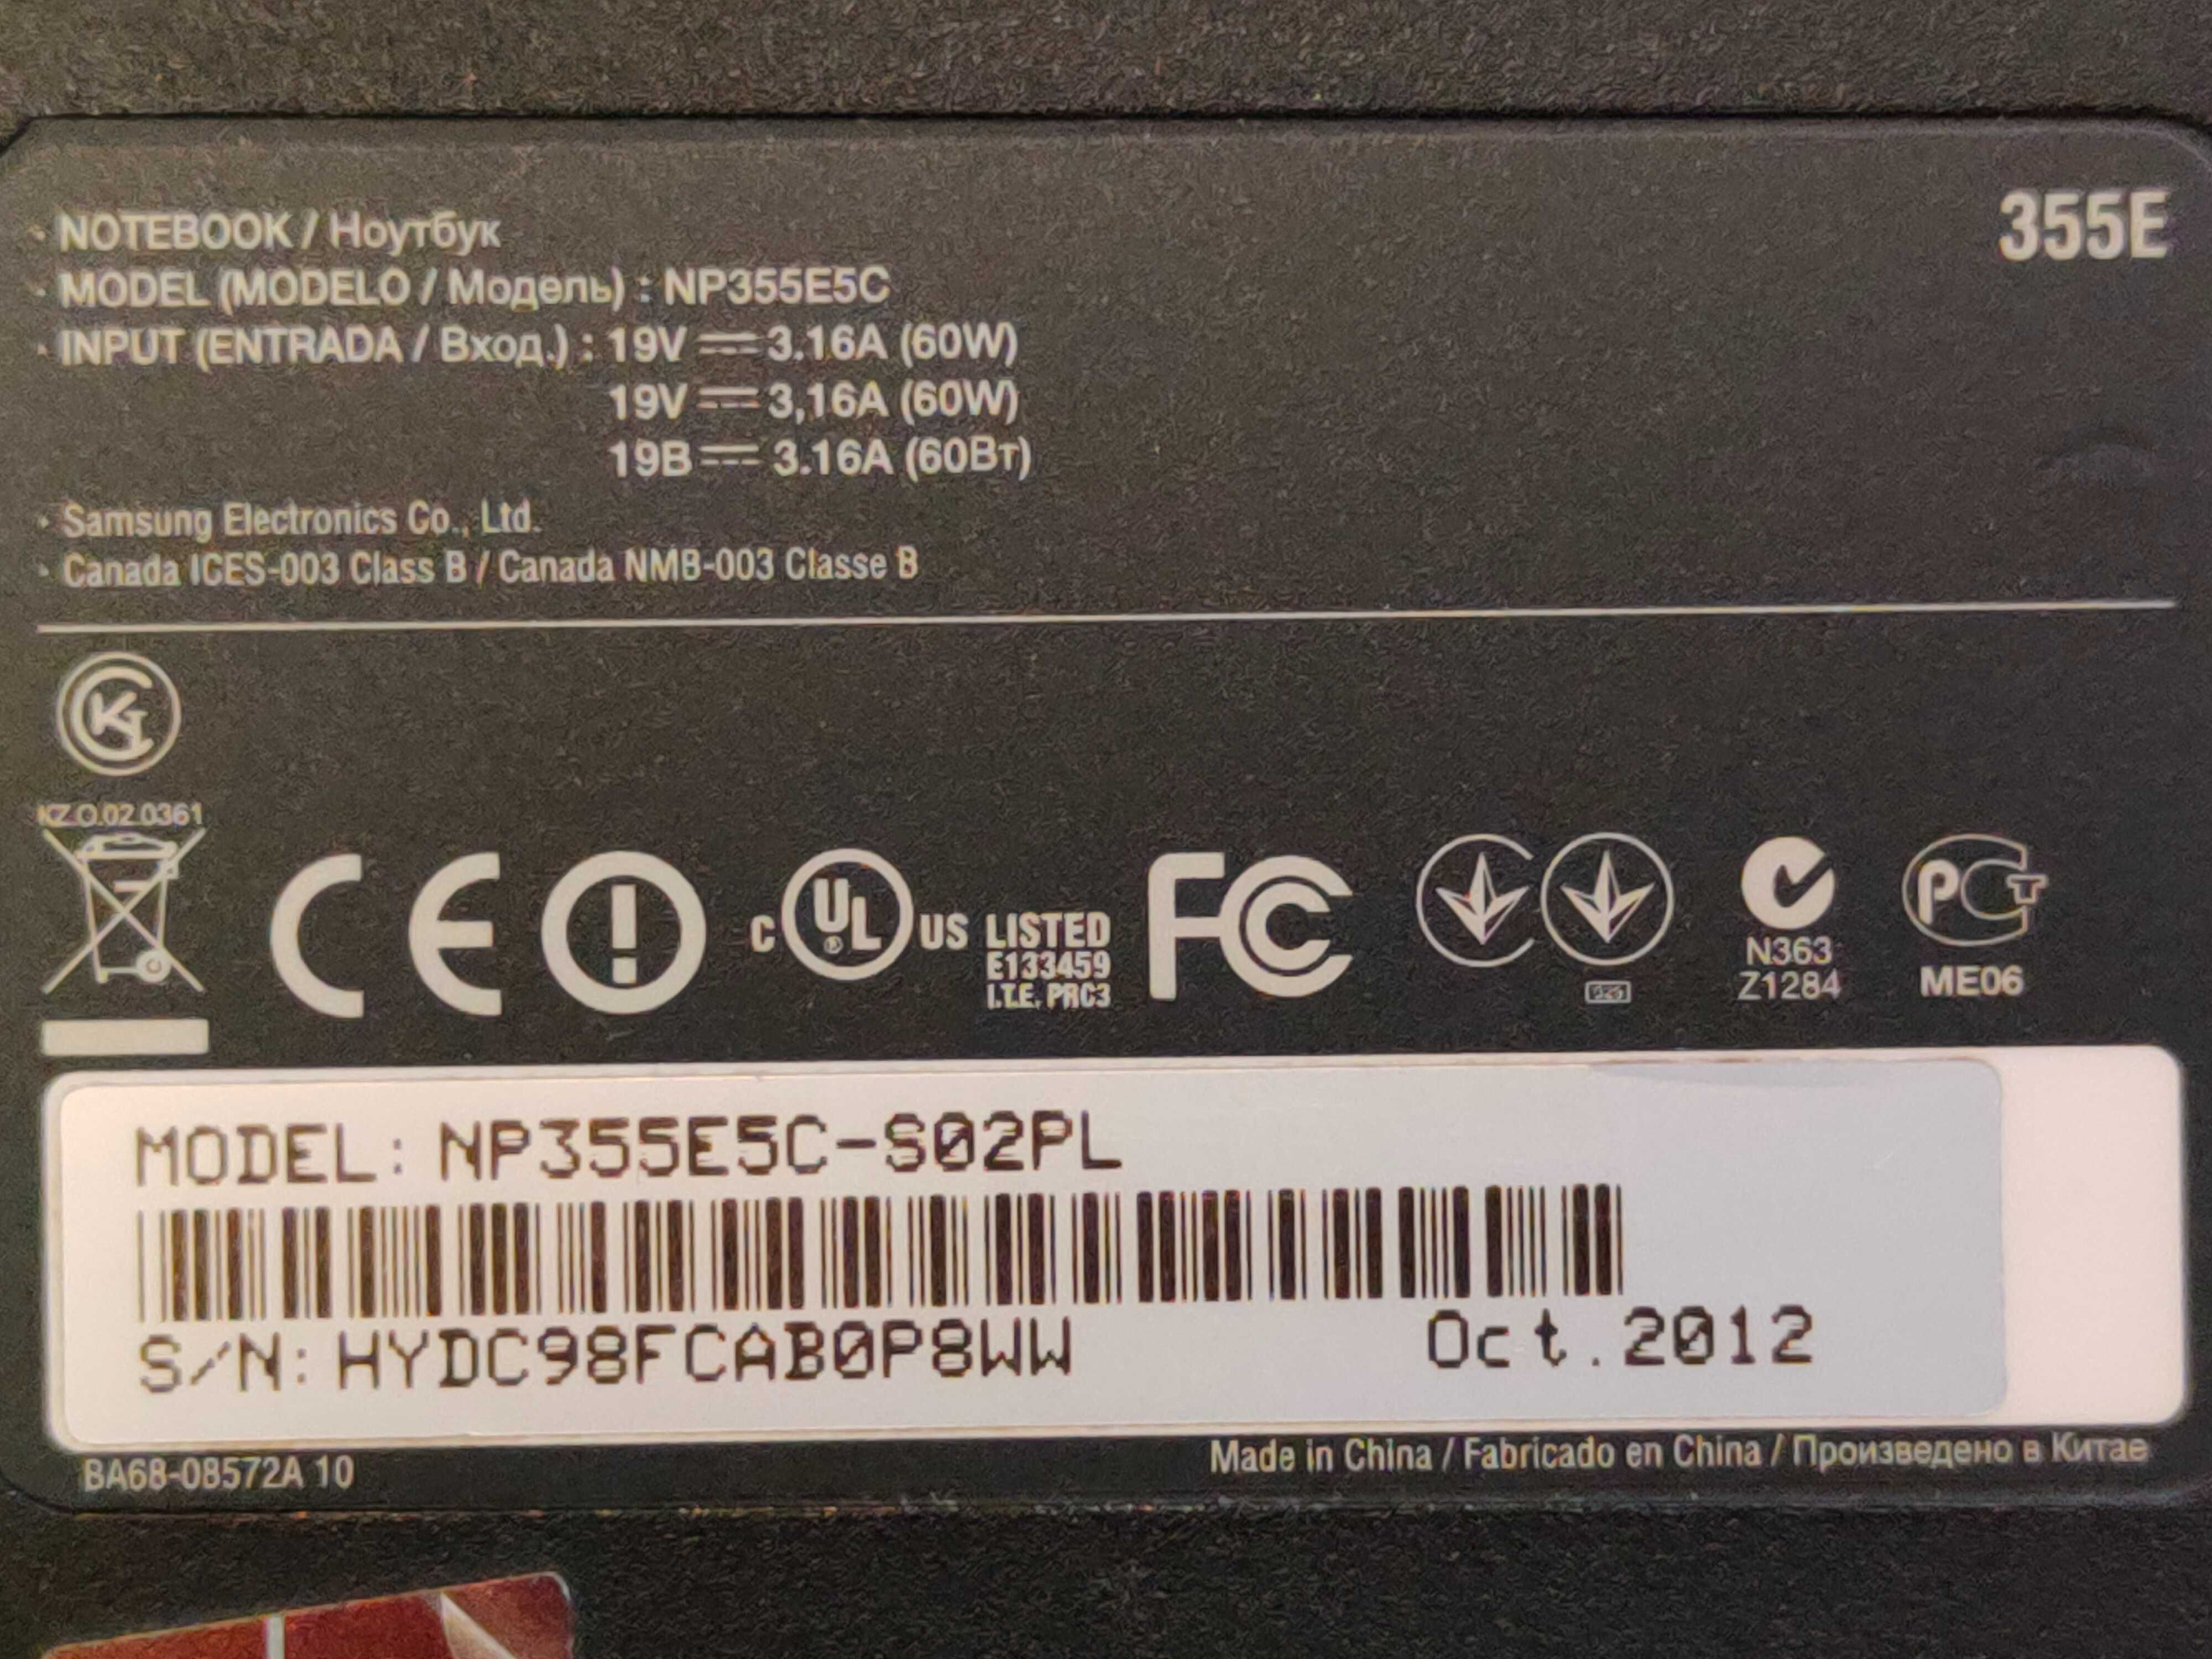 NOTEBOOK / Ноутбук
355E
MODEL (MODELO / Модель) : NP355E5C
INPUT (ENTRADA / Вход.) : 19V 3.16A (60W)
19V 3,16A (60W)
19В 3.16A (60Вт)
Samsung Electronics Co., Ltd.
Canada ICES-003 Class B / Canada NMB-003 Classe B
KZ.O.02.0361
CE
C UL® US LISTED
E133459
I.T.E. PRC3
FC
N363
Z1284
PCT
ME06
MODEL: NP355E5C-S02PL
S/N: HYDC98FCAB0P8WW
Oct.2012
BA68-08572A 10
Made in China / Fabricado en China / Произведено в Китае